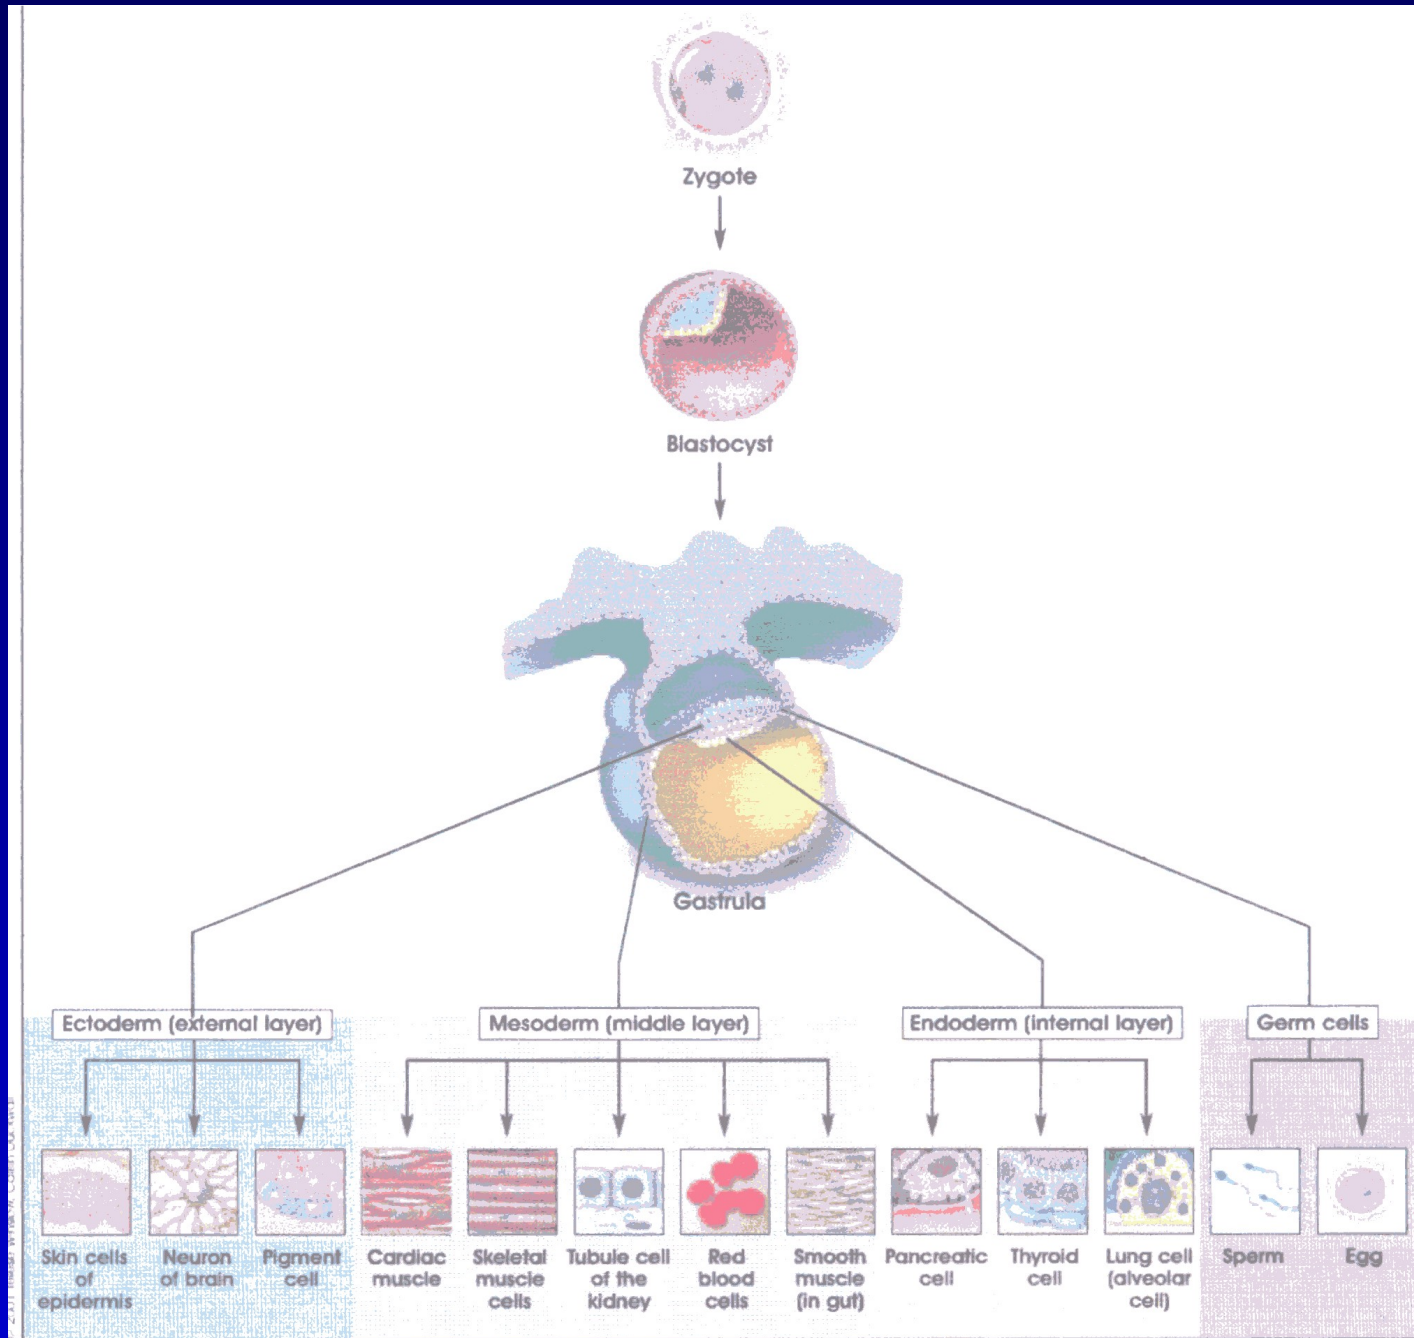 Zygote
Blastocyst
Gastrula
Ectoderm (external layer)
Mesoderm (middle layer)
Endoderm (internal layer)
Germ cells
Skin cells
of
epidermis
Neuron
of brain
Pigment
cell
Cardiac
muscle
Skeletal
muscle
cells
Tubule cell
of the
kidney
Red
blood
cells
Smooth
muscle
(in gut)
Pancreatic
cell
Thyroid
cell
Lung cell
(alveolar
cell)
Sperm
Egg